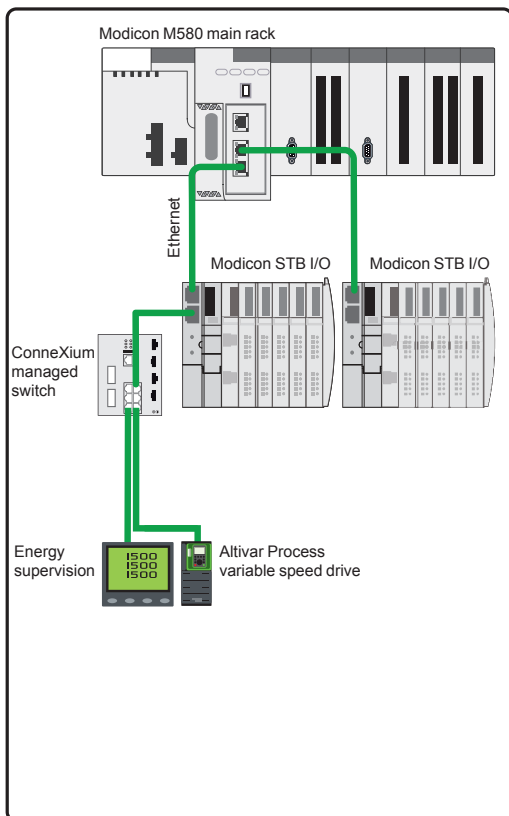 Modicon M580 main rack
Ethernet
Modicon STB I/O
Modicon STB I/O
ConneXium
managed
switch
Energy
supervision
1500
1500
1500
Altivar Process
variable speed drive